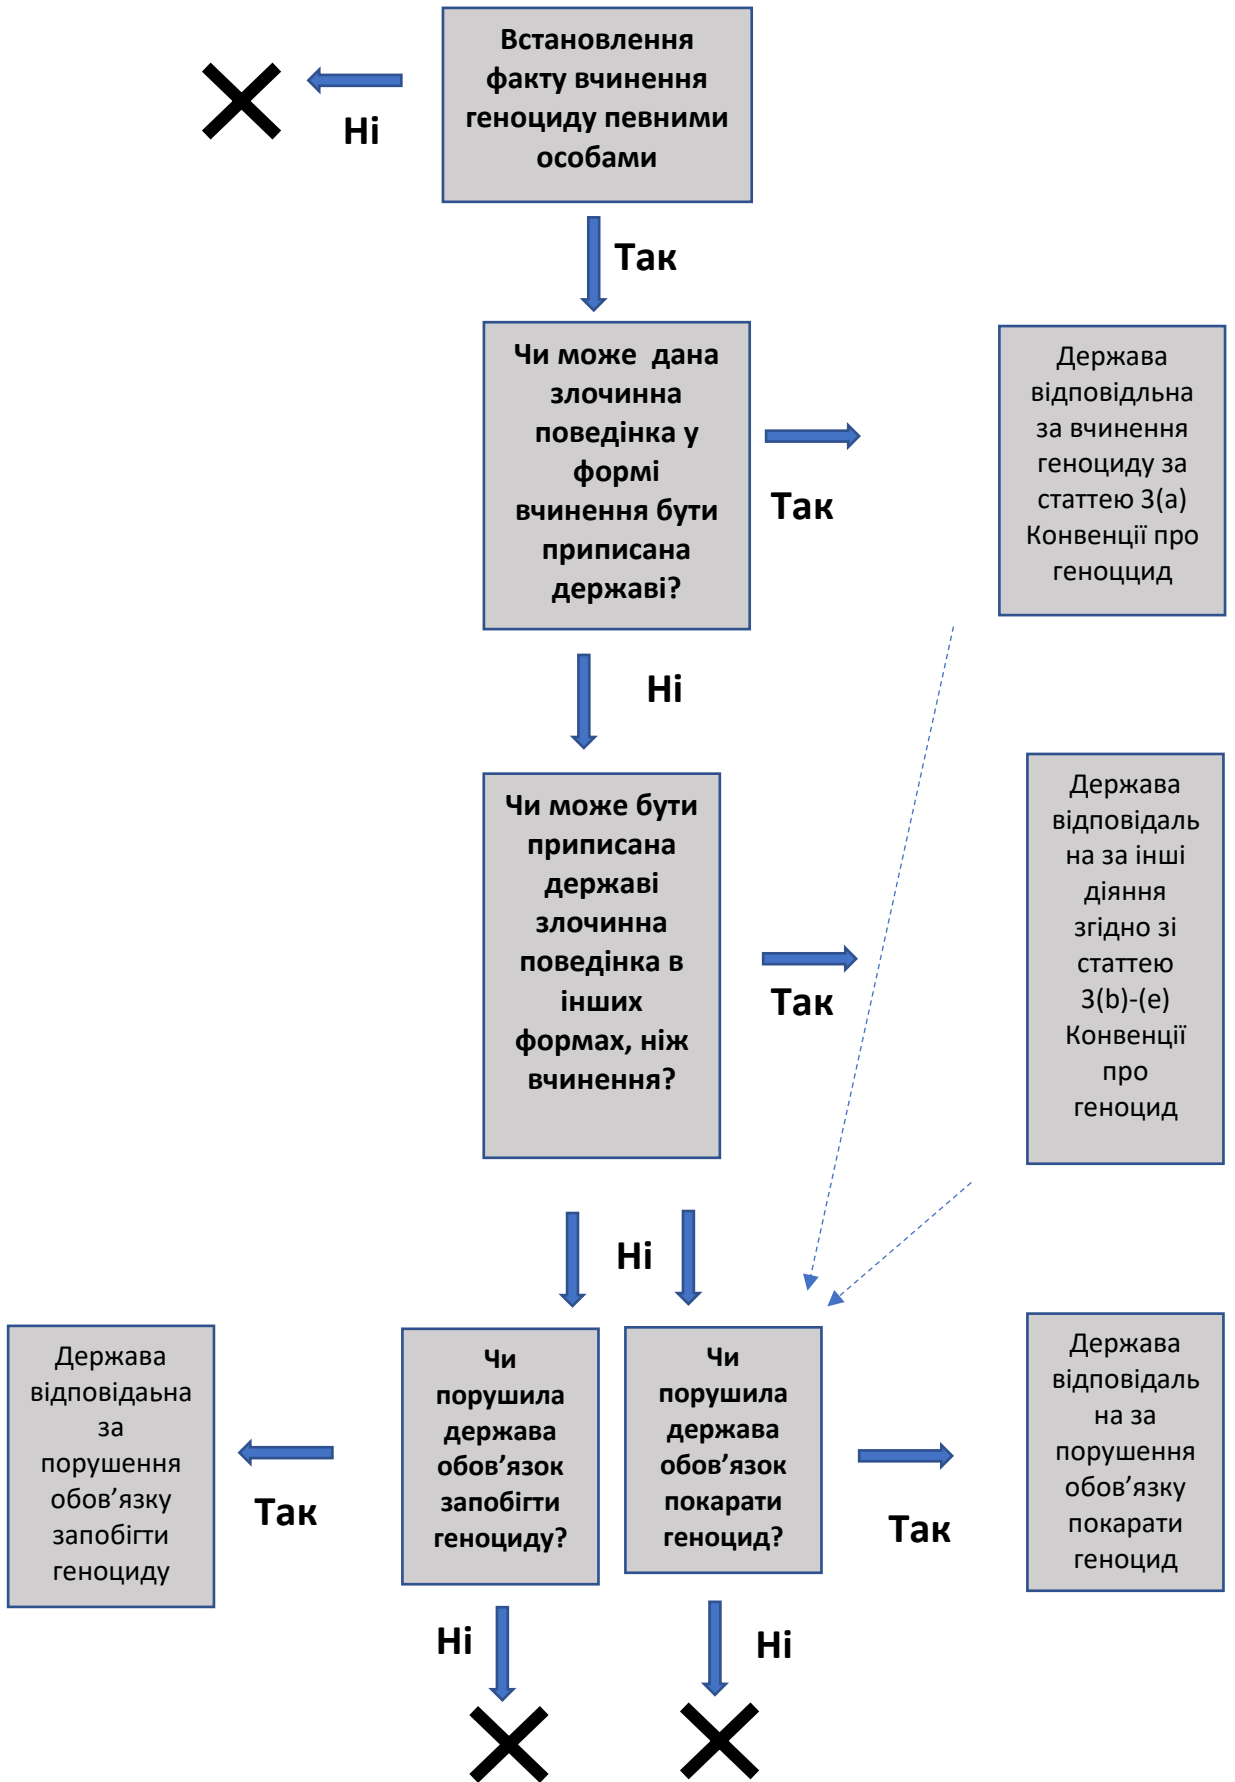 Встановлення
факту вчинення
геноциду певними
особами
Ні
Так
Чи може дана
злочинна
поведінка у
формі
вчинення бути
приписана
державі?
Так
Держава
відповідльна
за вчинення
геноциду за
статтею 3(a)
Конвенції про
геноццид
Ні
Чи може бути
приписана
державі
злочинна
поведінка в
інших
формах, ніж
вчинення?
Так
Держава
відповідаль
на за інші
діяння
згідно зі
статтею
3(b)-(e)
Конвенції
про
геноцид
Ні
Держава
відповідаьна
за
порушення
обов’язку
запобігти
геноциду
Так
Чи
порушила
держава
обов’язок
запобігти
геноциду?
Чи
порушила
держава
обов’язок
покарати
геноцид?
Так
Держава
відповідаль
на за
порушення
обов’язку
покарати
геноцид
Ні
Ні